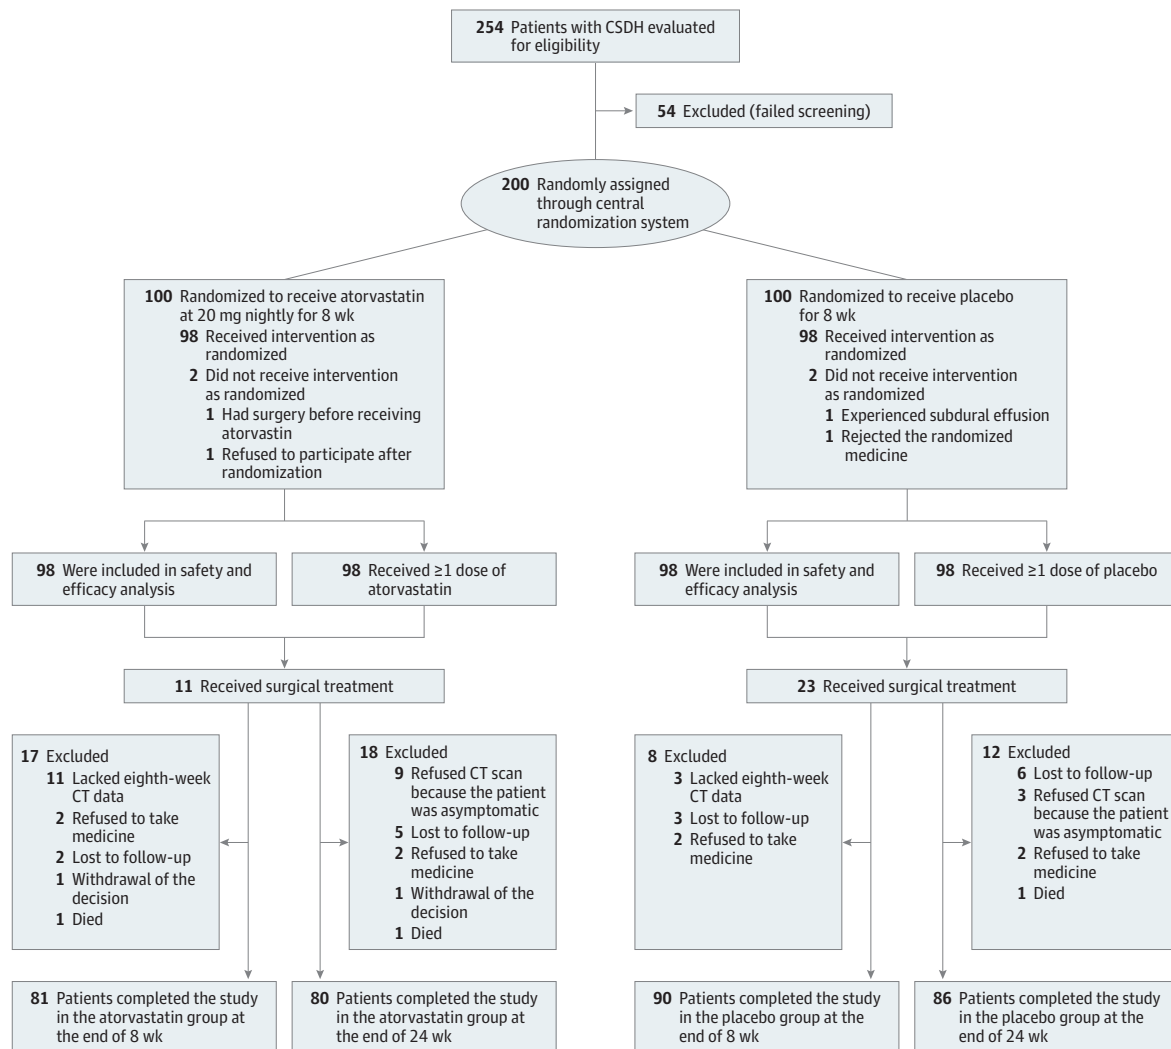 254 Patients with CSDH evaluated
for eligibility
54 Excluded (failed screening)
200 Randomly assigned
through central
randomization system
100 Randomized to receive atorvastatin
at 20 mg nightly for 8 wk
98 Received intervention as
randomized
2 Did not receive intervention
as randomized
1 Had surgery before receiving
atorvastin
1 Refused to participate after
randomization
100 Randomized to receive placebo
for 8 wk
98 Received intervention as
randomized
2 Did not receive intervention
as randomized
1 Experienced subdural effusion
1 Rejected the randomized
medicine
98 Were included in safety and
efficacy analysis
98 Received ≥1 dose of
atorvastatin
98 Were included in safety and
efficacy analysis
98 Received ≥1 dose of placebo
11 Received surgical treatment
23 Received surgical treatment
17 Excluded
11 Lacked eighth-week
CT data
2 Refused to take
medicine
2 Lost to follow-up
1 Withdrawal of the
decision
1 Died
18 Excluded
9 Refused CT scan
because the patient
was asymptomatic
5 Lost to follow-up
2 Refused to take
medicine
1 Withdrawal of the
decision
1 Died
8 Excluded
3 Lacked eighth-week
CT data
3 Lost to follow-up
2 Refused to take
medicine
12 Excluded
6 Lost to follow-up
3 Refused CT scan
because the patient
was asymptomatic
2 Refused to take
medicine
1 Died
81 Patients completed the study
in the atorvastatin group at
the end of 8 wk
80 Patients completed the study
in the atorvastatin group at
the end of 24 wk
90 Patients completed the study
in the placebo group at the
end of 8 wk
86 Patients completed the study
in the placebo group at the
end of 24 wk